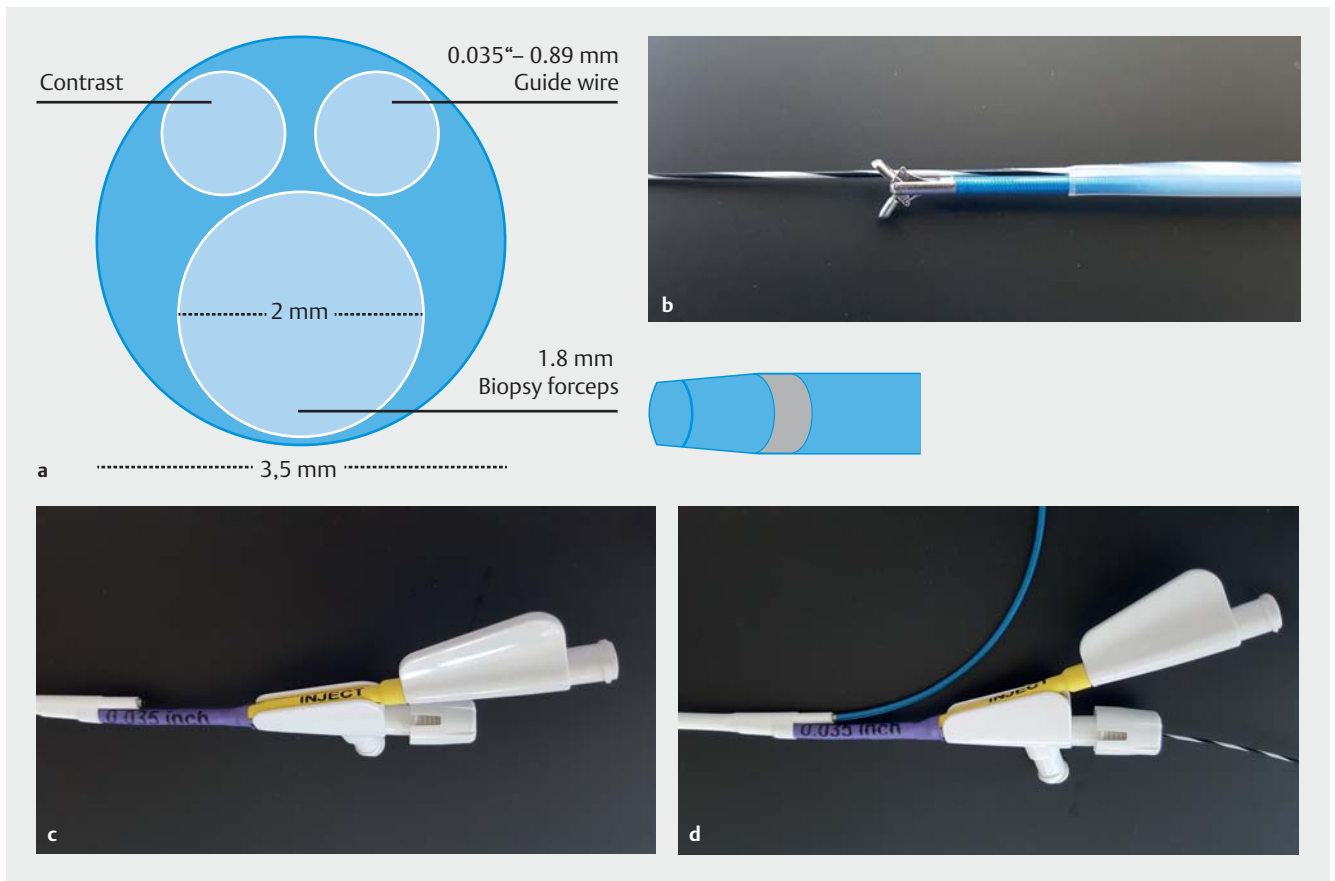 Contrast
0.035“– 0.89 mm
Guide wire
2 mm
1.8 mm
Biopsy forceps
a
3,5 mm
b
INJECT
0.035 inch
c
INJECT
0.035 inch
d